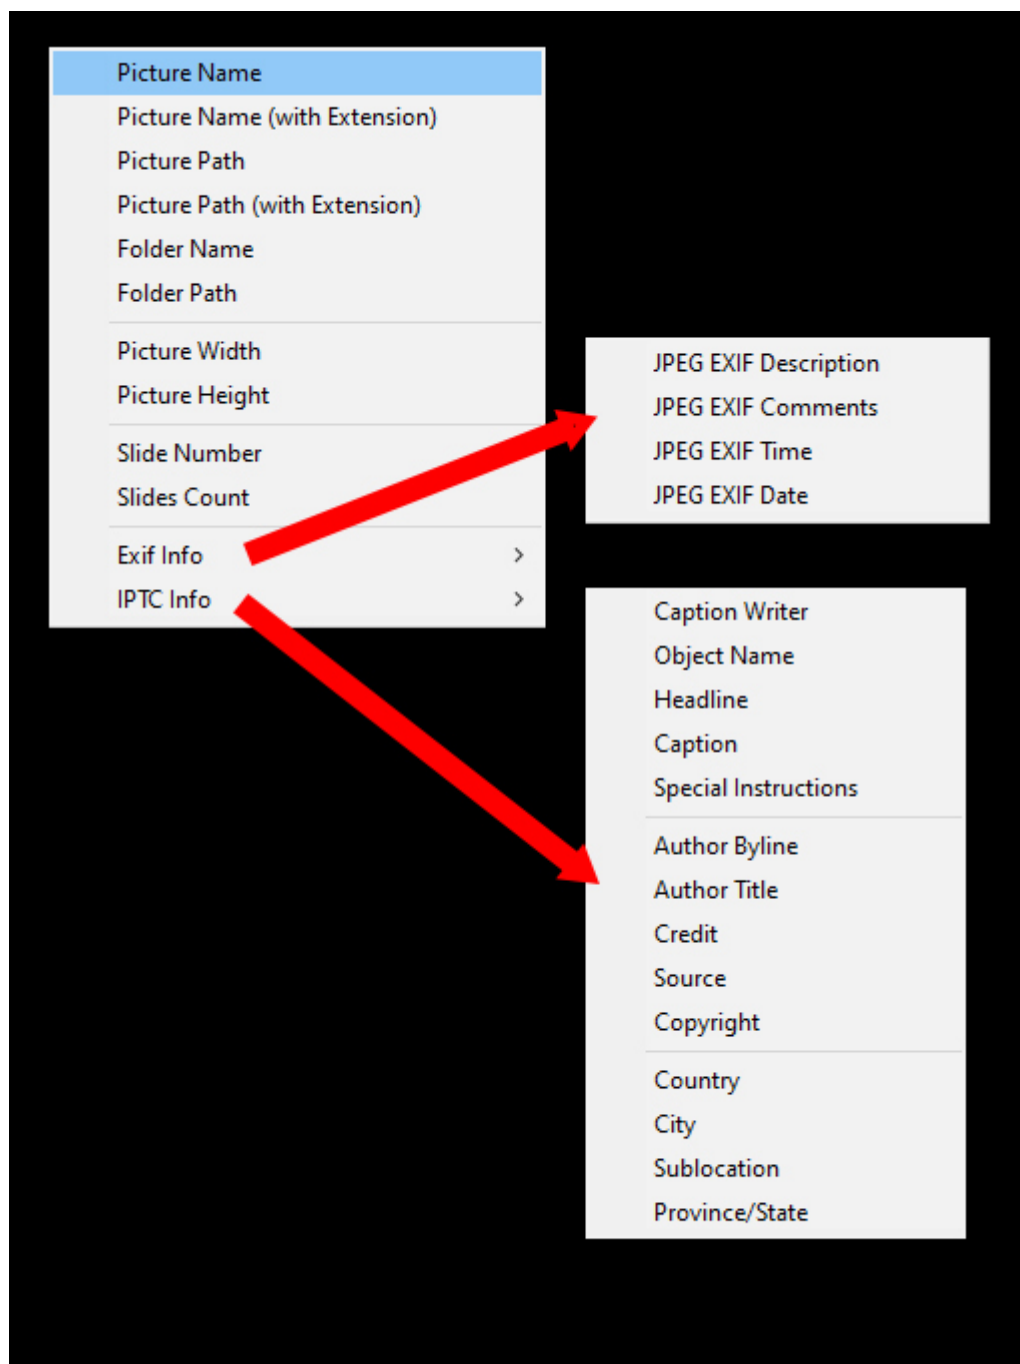 Picture Name
Picture Name (with Extension)
Picture Path
Picture Path (with Extension)
Folder Name
Folder Path
Picture Width
Picture Height
Slide Number
Slides Count
Exif Info
IPTC Info
JPEG EXIF Description
JPEG EXIF Comments
JPEG EXIF Time
JPEG EXIF Date
Caption Writer
Object Name
Headline
Caption
Special Instructions
Author Byline
Author Title
Credit
Source
Copyright
Country
City
Sublocation
Province/State